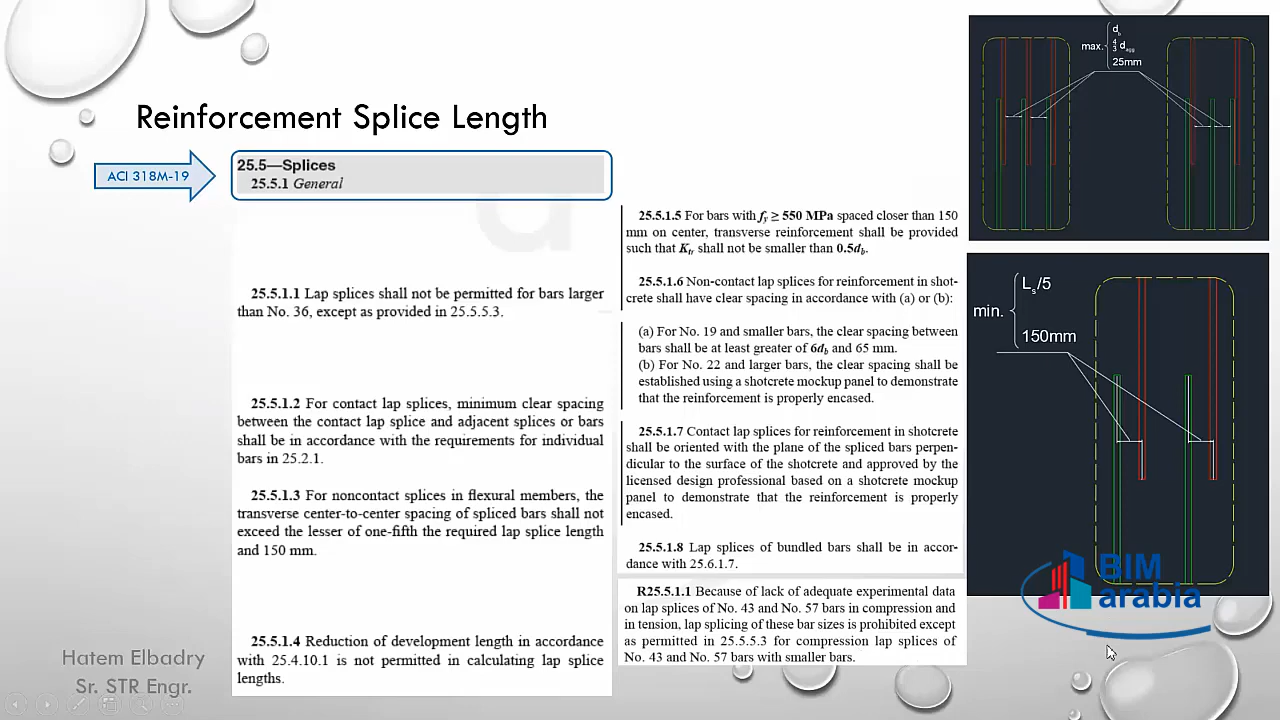 Reinforcement Splice Length
ACI 318M-19
25.5—Splices
25.5.1 General
25.5.1.1 Lap splices shall not be permitted for bars larger
than No. 36, except as provided in 25.5.5.3.
25.5.1.2 For contact lap splices, minimum clear spacing
between the contact lap splice and adjacent splices or bars
shall be in accordance with the requirements for individual
bars in 25.2.1.
25.5.1.3 For noncontact splices in flexural members, the
transverse center-to-center spacing of spliced bars shall not
exceed the lesser of one-fifth the required lap splice length
and 150 mm.
25.5.1.4 Reduction of development length in accordance
with 25.4.10.1 is not permitted in calculating lap splice
lengths.
25.5.1.5 For bars with fy ≥ 550 MPa spaced closer than 150
mm on center, transverse reinforcement shall be provided
such that Ktr shall not be smaller than 0.5db.
25.5.1.6 Non-contact lap splices for reinforcement in shot-
crete shall have clear spacing in accordance with (a) or (b):
(a) For No. 19 and smaller bars, the clear spacing between
bars shall be at least greater of 6db and 65 mm.
(b) For No. 22 and larger bars, the clear spacing shall be
established using a shotcrete mockup panel to demonstrate
that the reinforcement is properly encased.
25.5.1.7 Contact lap splices for reinforcement in shotcrete
shall be oriented with the plane of the spliced bars perpen-
dicular to the surface of the shotcrete and approved by the
licensed design professional based on a shotcrete mockup
panel to demonstrate that the reinforcement is properly
encased.
25.5.1.8 Lap splices of bundled bars shall be in accor-
dance with 25.6.1.7.
R25.5.1.1 Because of lack of adequate experimental data
on lap splices of No. 43 and No. 57 bars in compression and
in tension, lap splicing of these bar sizes is prohibited except
as permitted in 25.5.5.3 for compression lap splices of
No. 43 and No. 57 bars with smaller bars.
max.
db
4/3 dagg
25mm
min.
Ls/5
150mm
BIM
arabia
Hatem Elbadry
Sr. STR Engr.